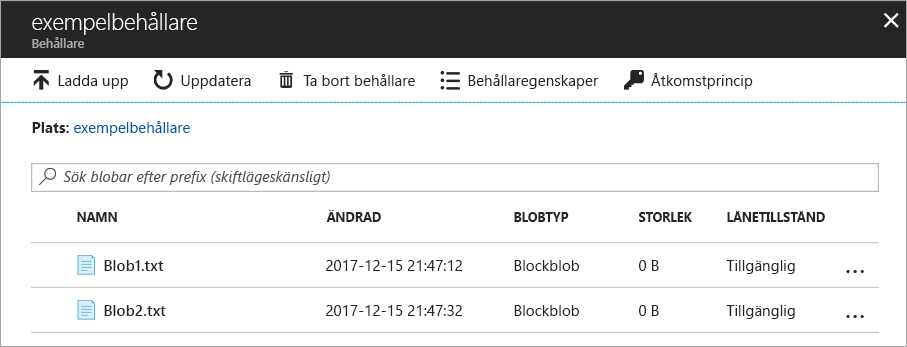 exempelbehållare
Behållare
Ladda upp Uppdatera Ta bort behållare Behållaregenskaper Åtkomstprincip
Plats: exempelbehållare
Sök blobar efter prefix (skiftlägeskänsligt)
NAMN ÄNDRAD BLOBTYP STORLEK LÄNETILLSTÄND
Blob1.txt 2017-12-15 21:47:12 Blockblob 0 B Tillgänglig ...
Blob2.txt 2017-12-15 21:47:32 Blockblob 0 B Tillgänglig ...